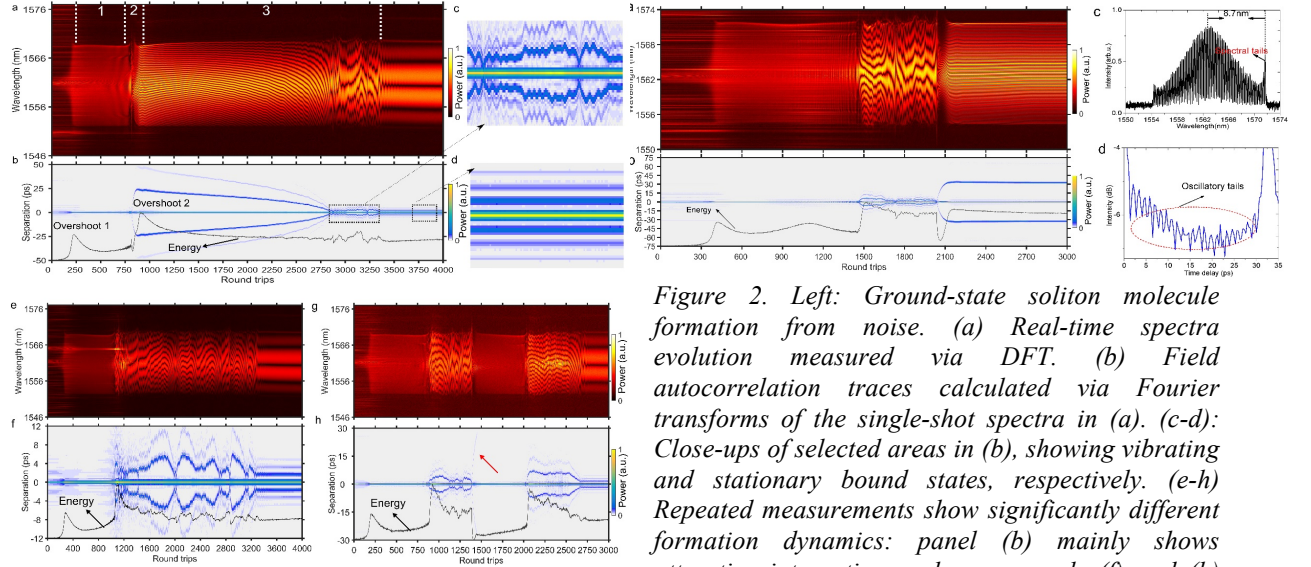 a
1576
1
2
3
1566
1556
1546
Wavelength (nm)
1
0
Power (a.u.)
c
b
50
25
0
-25
-50
Separation (ps)
Overshoot 1
Overshoot 2
Energy
1
0
Power (a.u.)
0 250 500 750 1000 1250 1500 1750 2000 2250 2500 2750 3000 3250 3500 3750 4000
Round trips
d
1574
1568
1562
1556
1550
Wavelength (nm)
1
0
Power (a.u.)
75
60
45
30
15
0
-15
-30
-45
-60
-75
Separation (ps)
Energy
1
0
Power (a.u.)
0 300 600 900 1200 1500 1800 2100 2400 2700 3000
Round trips
c
8.7nm
Spectral tails
1.0
0.5
0.0
Intensity(arb.u.)
1550 1554 1558 1562 1566 1570 1574
Wavelength(nm)
d
-4
-6
Intensity (dB)
Oscillatory tails
0 5 10 15 20 25 30 35
Time delay (ps)
e
1576
1566
1556
1546
Wavelength (nm)
1
0
Power (a.u.)
f
12
8
4
0
-4
-8
-12
Separation (ps)
Energy
0 400 800 1200 1600 2000 2400 2800 3200 3600 4000
Round trips
g
1576
1566
1556
1546
Wavelength (nm)
1
0
Power (a.u.)
h
30
15
0
-15
-30
Separation (ps)
Energy
1
0
Power (a.u.)
0 250 500 750 1000 1250 1500 1750 2000 2250 2500 2750 3000
Round trips
Figure 2. Left: Ground-state soliton molecule
formation from noise. (a) Real-time spectra
evolution measured via DFT. (b) Field
autocorrelation traces calculated via Fourier
transforms of the single-shot spectra in (a). (c-d):
Close-ups of selected areas in (b), showing vibrating
and stationary bound states, respectively. (e-h)
Repeated measurements show significantly different
formation dynamics: panel (b) mainly shows